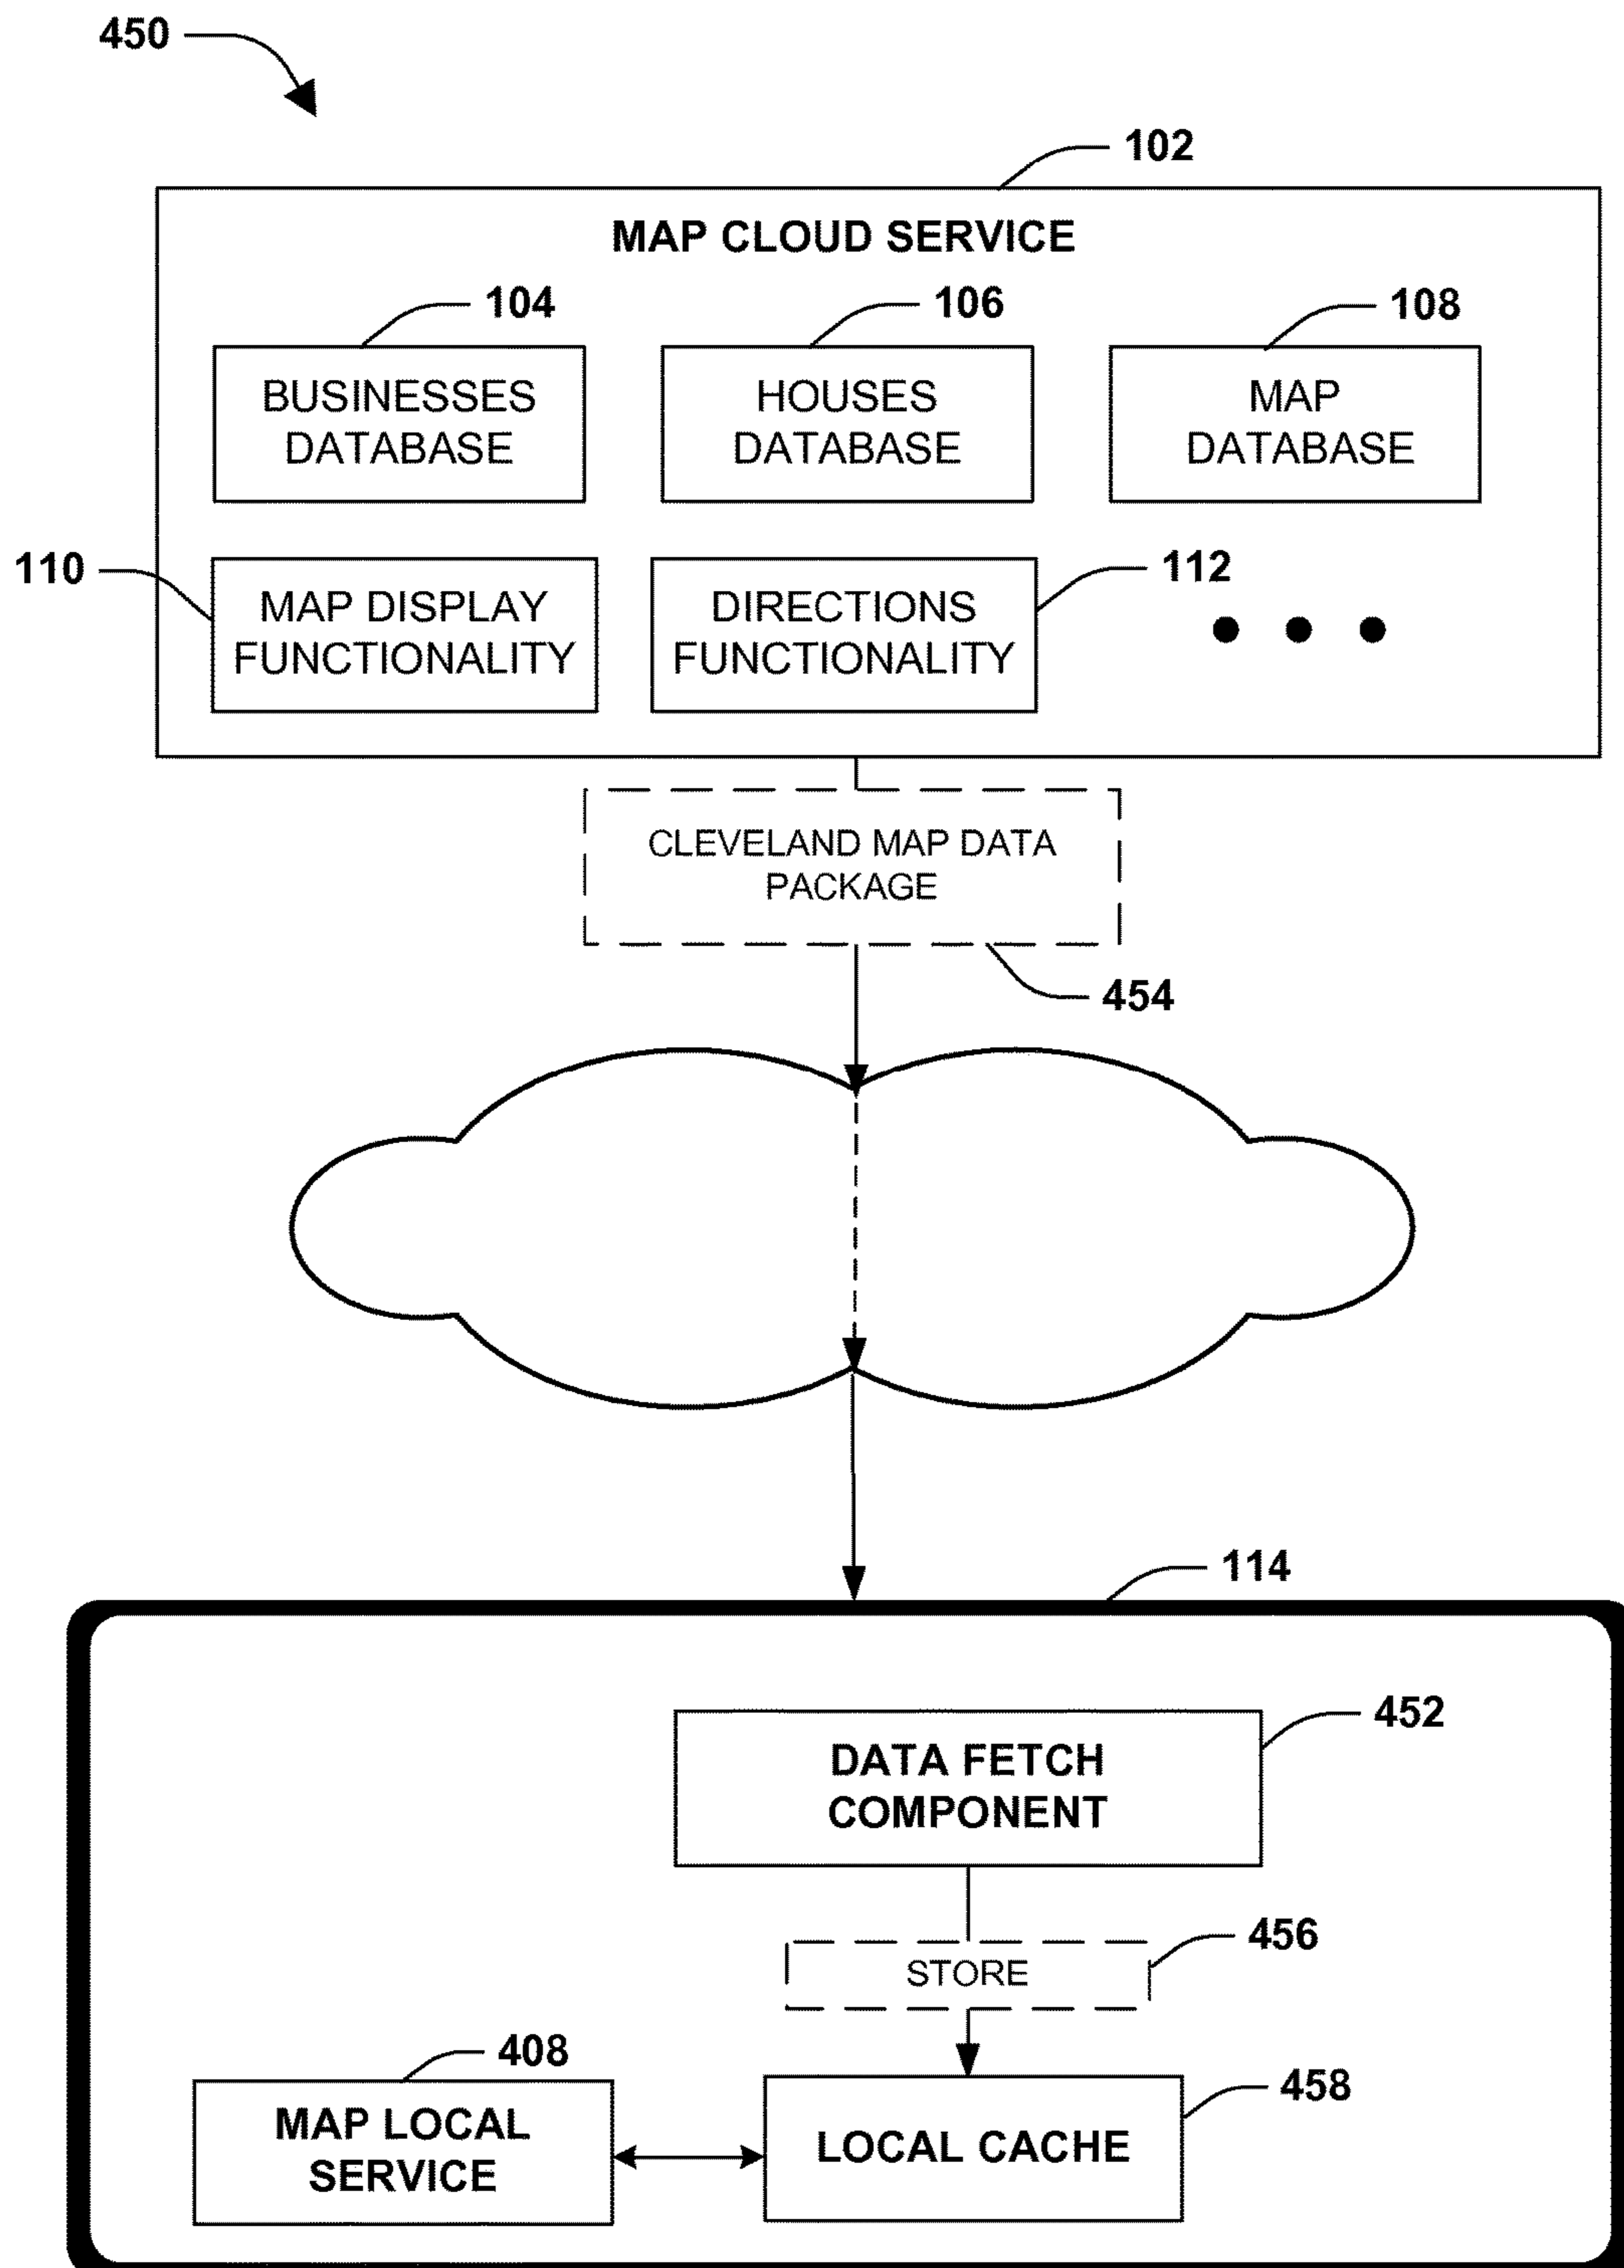 450
102
MAP CLOUD SERVICE
104
106
108
BUSINESSES
DATABASE
HOUSES
DATABASE
MAP
DATABASE
110
112
MAP DISPLAY
FUNCTIONALITY
DIRECTIONS
FUNCTIONALITY
CLEVELAND MAP DATA
PACKAGE
454
114
452
DATA FETCH
COMPONENT
456
STORE
408
458
MAP LOCAL
SERVICE
LOCAL CACHE